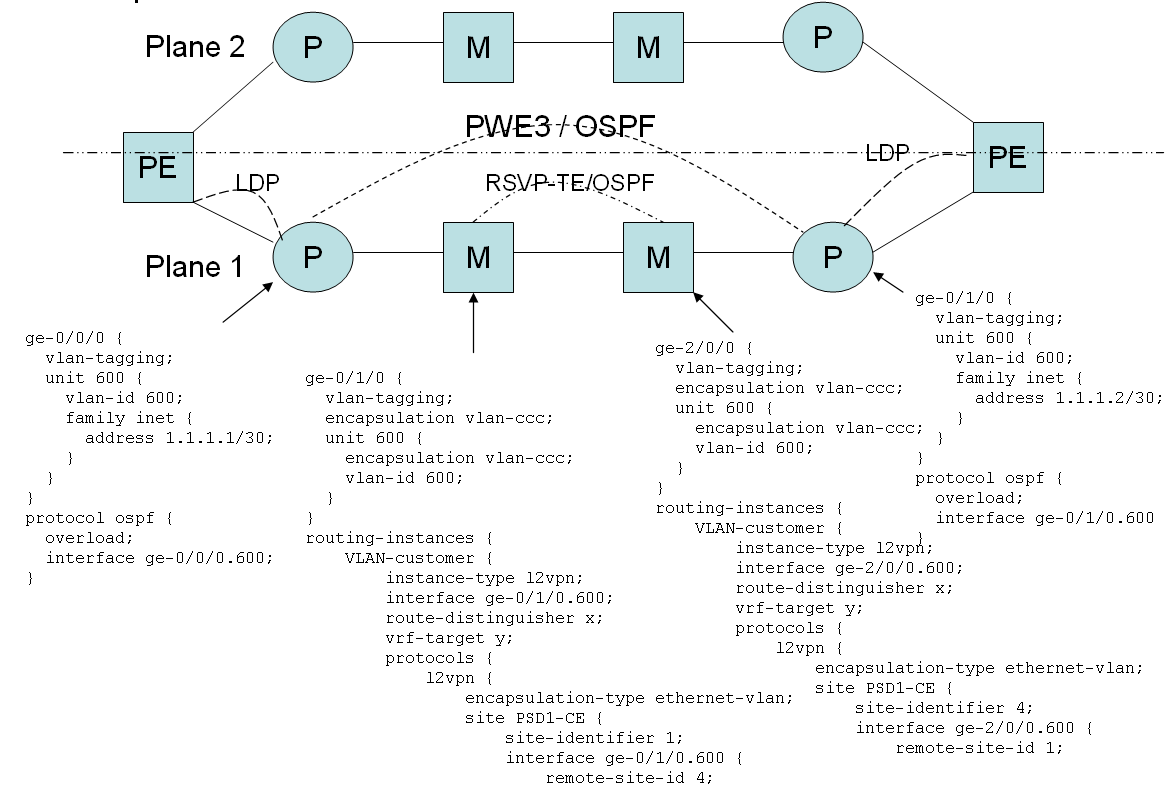 Plane 2
P
M
M
P
PWE3 / OSPF
PE
LDP
RSVP-TE/OSPF
LDP
PE
Plane 1
P
M
M
P
ge-0/0/0 {
vlan-tagging;
unit 600 {
vlan-id 600;
family inet {
address 1.1.1.1/30;
}
}
}
protocol ospf {
overload;
interface ge-0/0/0.600;
}
ge-0/1/0 {
vlan-tagging;
encapsulation vlan-ccc;
unit 600 {
encapsulation vlan-ccc;
vlan-id 600;
}
}
routing-instances {
VLAN-customer {
instance-type l2vpn;
interface ge-0/1/0.600;
route-distinguisher x;
vrf-target y;
protocols {
l2vpn {
encapsulation-type ethernet-vlan;
site PSD1-CE {
site-identifier 1;
interface ge-0/1/0.600 {
remote-site-id 4;
ge-2/0/0 {
vlan-tagging;
encapsulation vlan-ccc;
unit 600 {
encapsulation vlan-ccc;
vlan-id 600;
}
}
routing-instances {
VLAN-customer {
instance-type l2vpn;
interface ge-2/0/0.600;
route-distinguisher x;
vrf-target y;
protocols {
l2vpn {
encapsulation-type ethernet-vlan;
site PSD1-CE {
site-identifier 4;
interface ge-2/0/0.600 {
remote-site-id 1;
ge-0/1/0 {
vlan-tagging;
unit 600 {
vlan-id 600;
family inet {
address 1.1.1.2/30;
}
}
}
protocol ospf {
overload;
interface ge-0/1/0.600
}